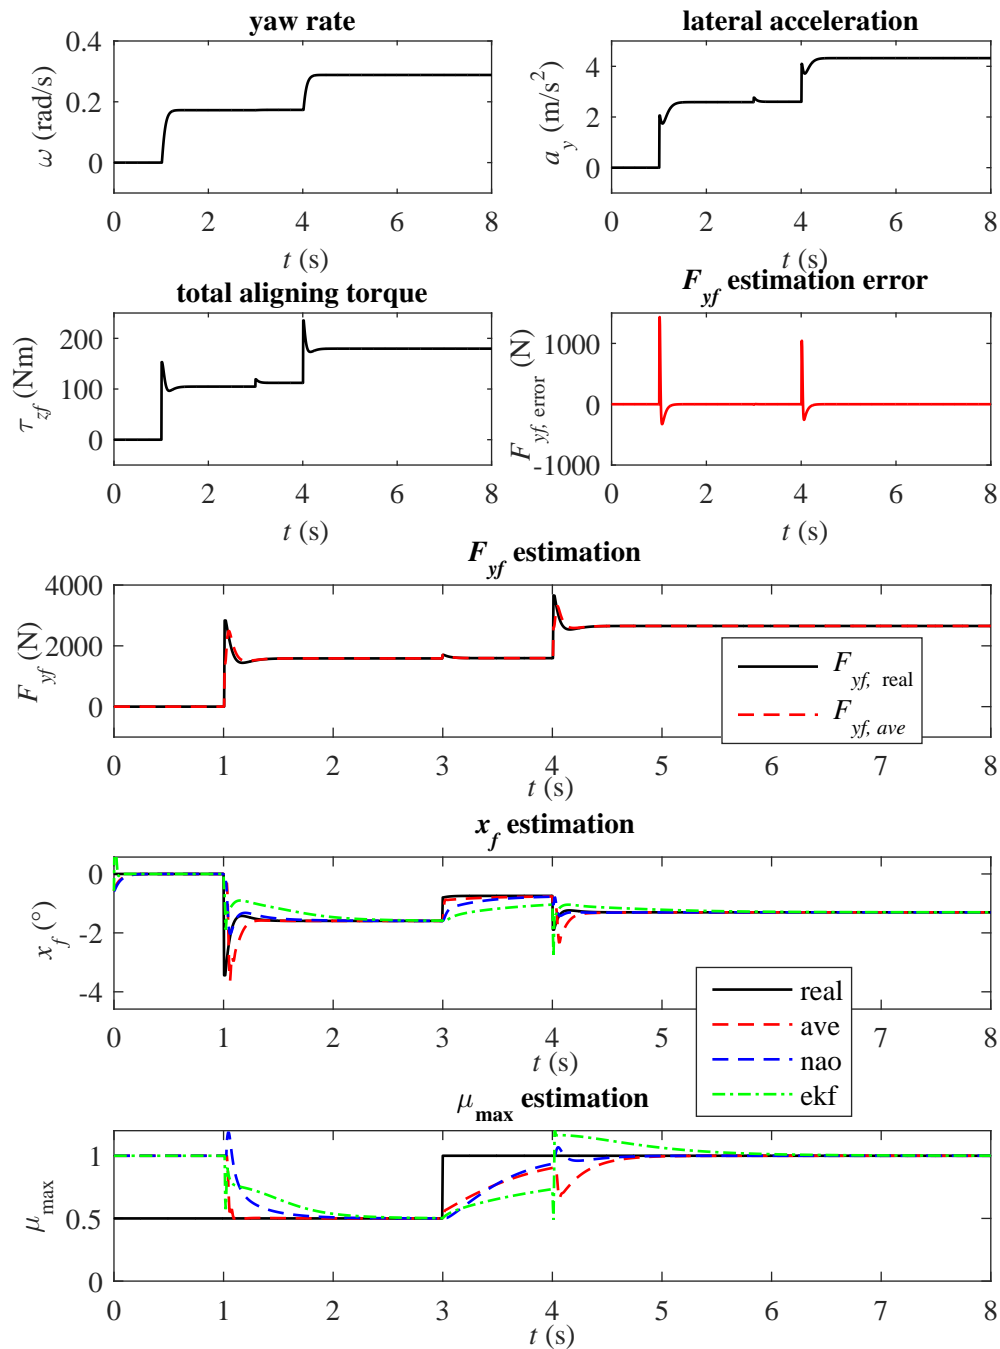 yaw rate
0.4
0.2
0
ω (rad/s)
0 2 4 6 8
t (s)
lateral acceleration
4
2
0
a_y (m/s²)
0 2 4 6 8
t (s)
total aligning torque
200
100
0
τ_zf (Nm)
0 2 4 6 8
t (s)
F_yf estimation error
1000
0
-1000
F_yf, error (N)
0 2 4 6 8
t (s)
F_yf estimation
4000
2000
0
F_yf (N)
F_yf, real
F_yf, ave
0 1 2 3 4 5 6 7 8
t (s)
x_f estimation
0
-2
-4
x_f (°)
0 1 2 3 4 5 6 7 8
t (s)
real
ave
nao
ekf
μ_max estimation
1
0.5
0
μ_max
0 1 2 3 4 5 6 7 8
t (s)